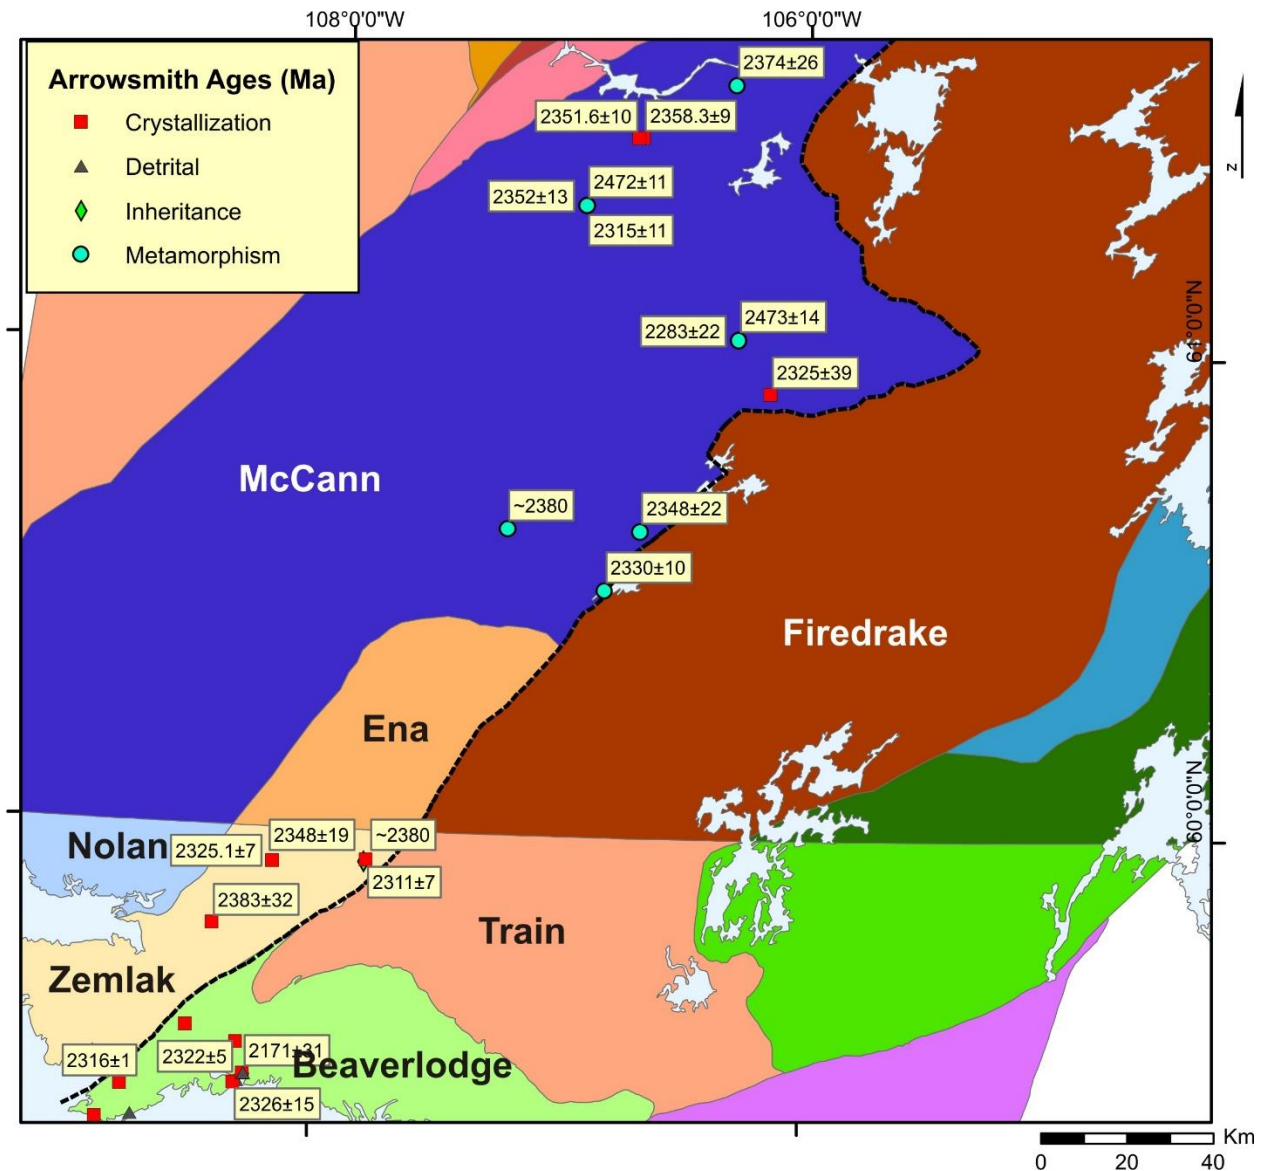 108°0'0"W
106°0'0"W
Arrowsmith Ages (Ma)
Crystallization
Detrital
Inheritance
Metamorphism
2374±26
2351.6±10
2358.3±9
2472±11
2352±13
2315±11
z
61°0'0"N
2473±14
2283±22
2325±39
McCann
~2380
2348±22
2330±10
Firedrake
Ena
60°0'0"N
Nolan
2325.1±7
2348±19
~2380
2311±7
2383±32
Train
Zemlak
2316±1
2322±5
2171±31
Beaverlodge
2326±15
Km
0
20
40